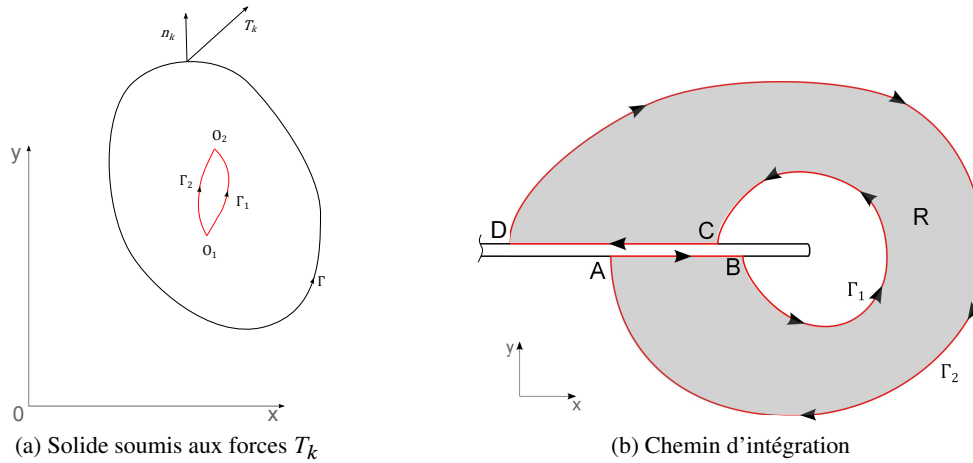 n_k
T_k
O_2
Γ_2
Γ_1
O_1
Γ
y
0
x
(a) Solide soumis aux forces T_k
D
C
A
B
R
Γ_1
Γ_2
y
x
(b) Chemin d'intégration